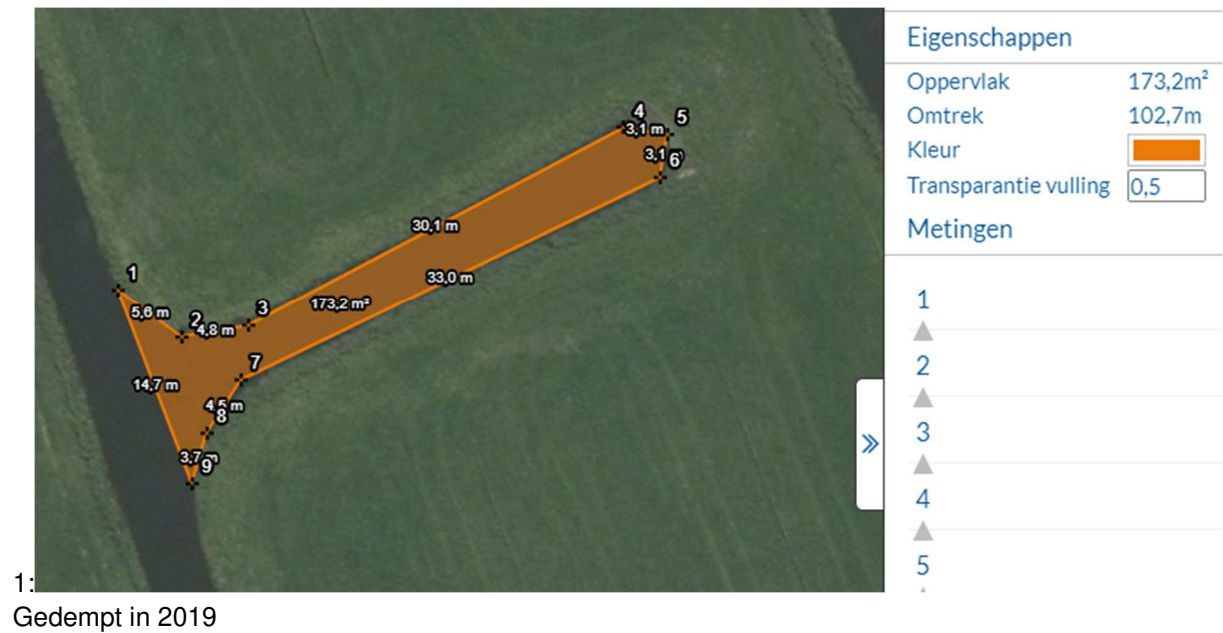 4
5
3,1 m
3,1
6
30,1 m
1
33,0 m
5,6 m
2
4,8 m
3
173,2 m²
7
14,7 m
4,5 m
8
3,7 m
9
Eigenschappen
Oppervlak 173,2m²
Omtrek 102,7m
Kleur
Transparantie vulling 0,5
Metingen
1
2
3
4
5
1:
Gedempt in 2019